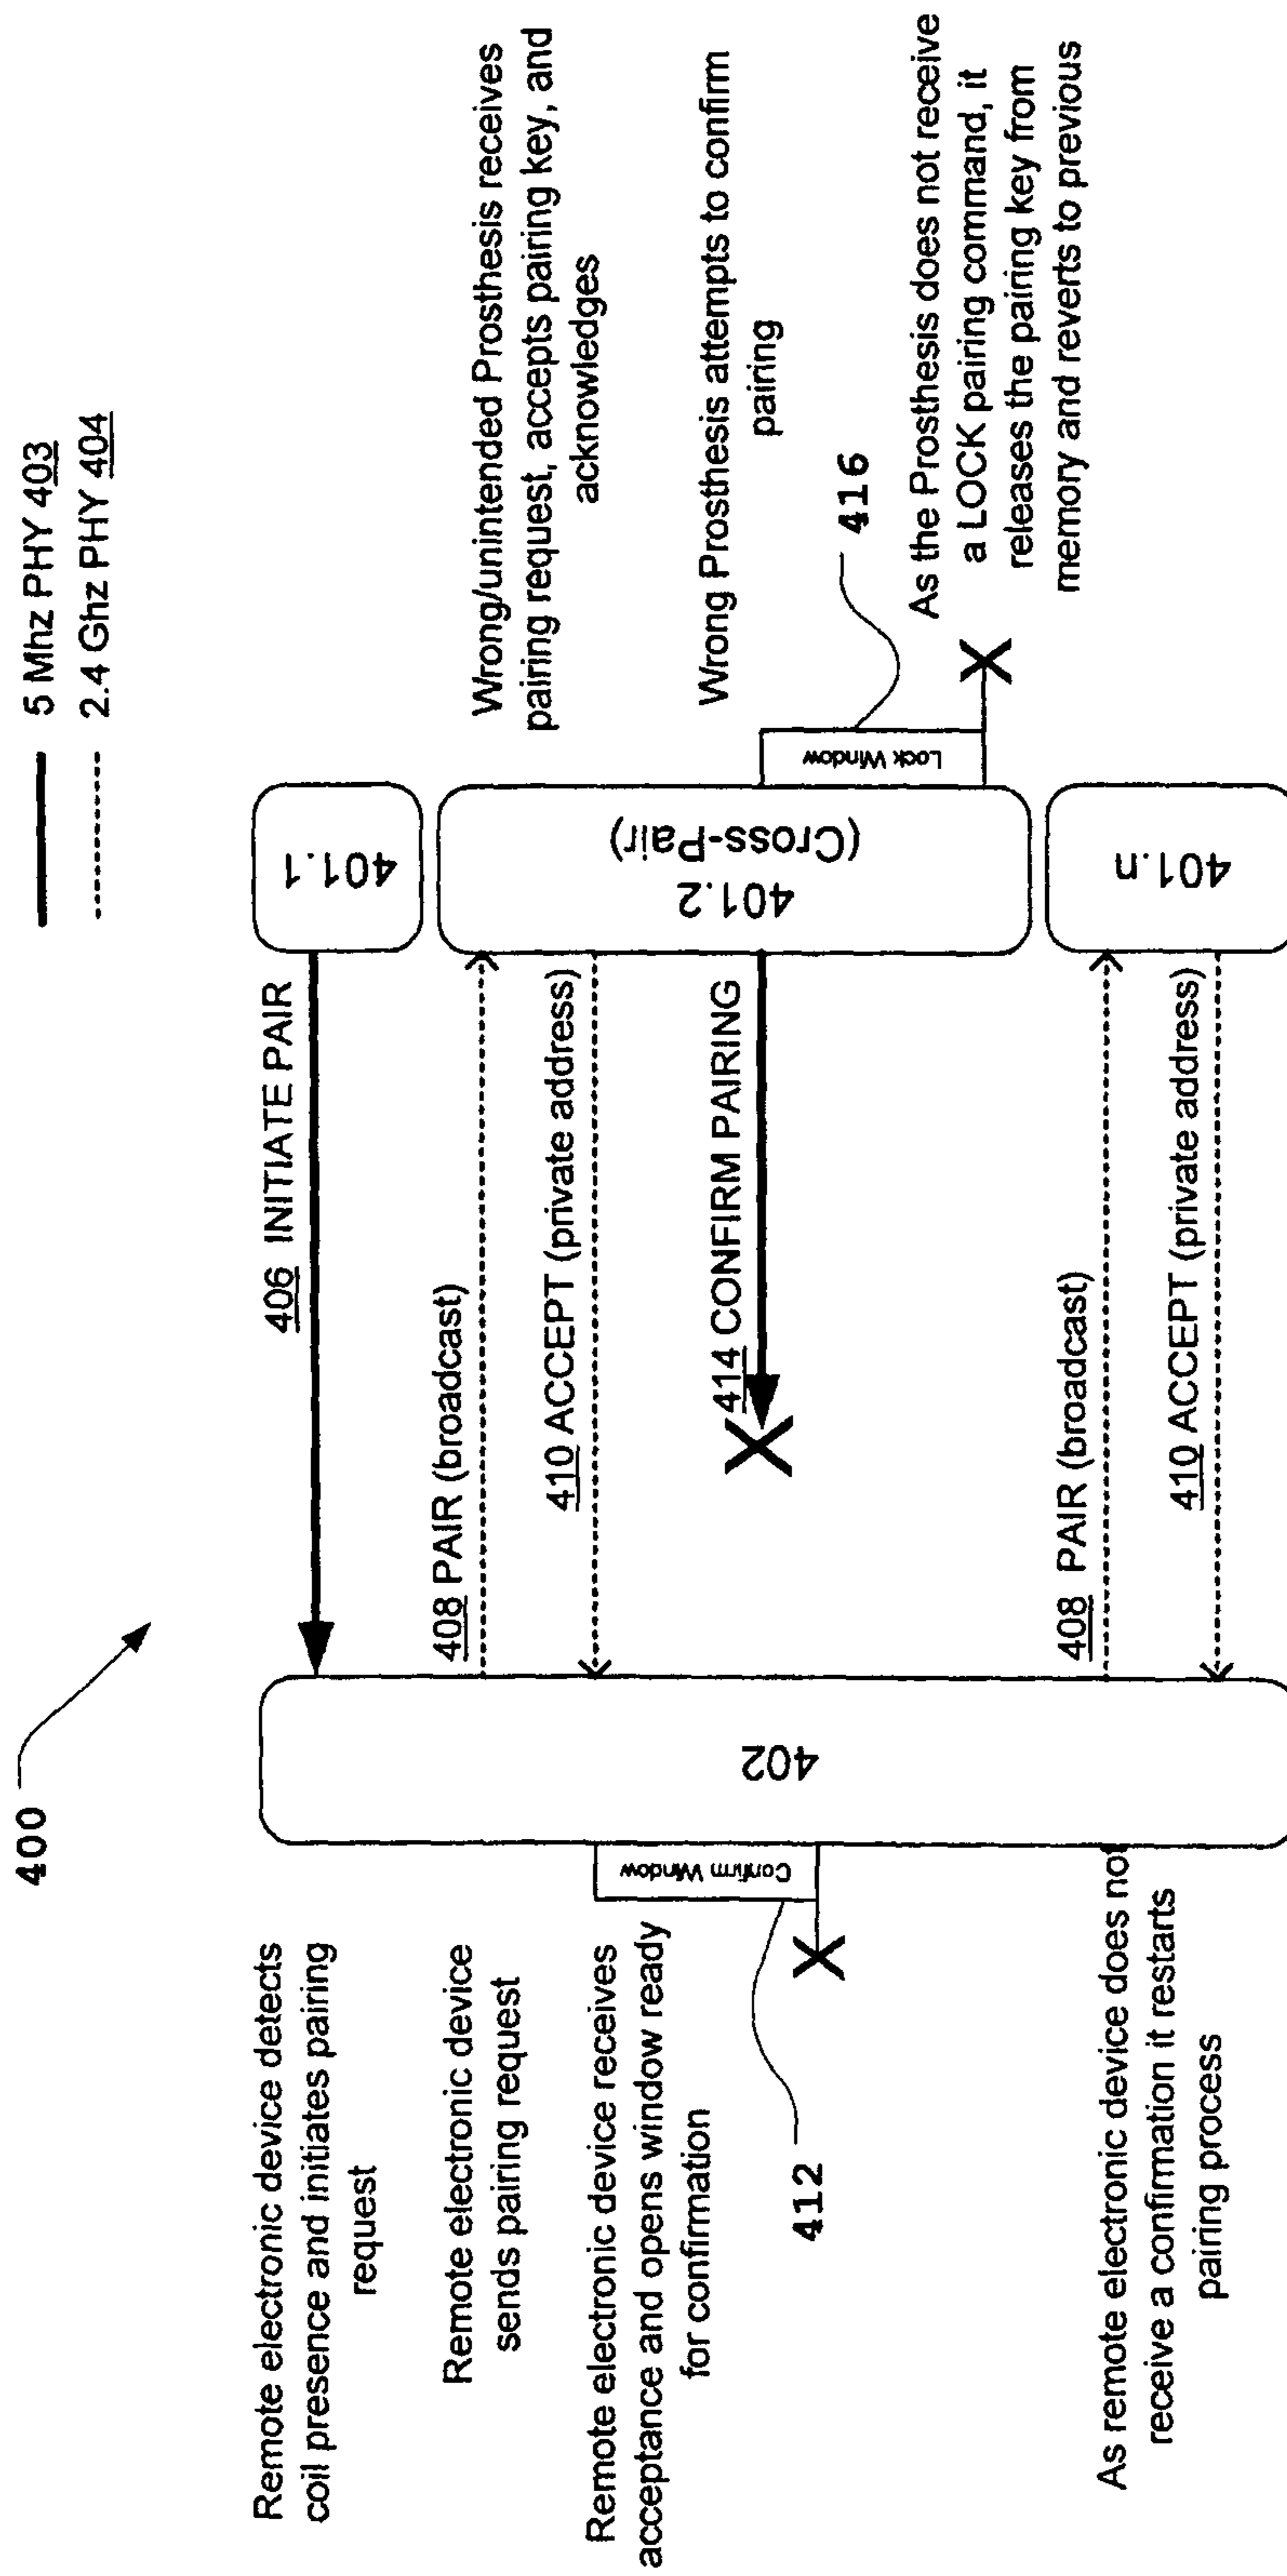 400
5 Mhz PHY 403
2.4 Ghz PHY 404
Remote electronic device detects
coil presence and initiates pairing
request
406 INITIATE PAIR
401.1
Remote electronic device
sends pairing request
408 PAIR (broadcast)
Wrong/unintended Prosthesis receives
pairing request, accepts pairing key, and
acknowledges
Remote electronic device receives
acceptance and opens window ready
for confirmation
410 ACCEPT (private address)
412
Confirm Window
402
414 CONFIRM PAIRING
401.2
(Cross-Pair)
Wrong Prosthesis attempts to confirm
pairing
Lock Window
416
As the Prosthesis does not receive
a LOCK pairing command, it
releases the pairing key from
memory and reverts to previous
As remote electronic device does not
receive a confirmation it restarts
pairing process
408 PAIR (broadcast)
410 ACCEPT (private address)
401.n